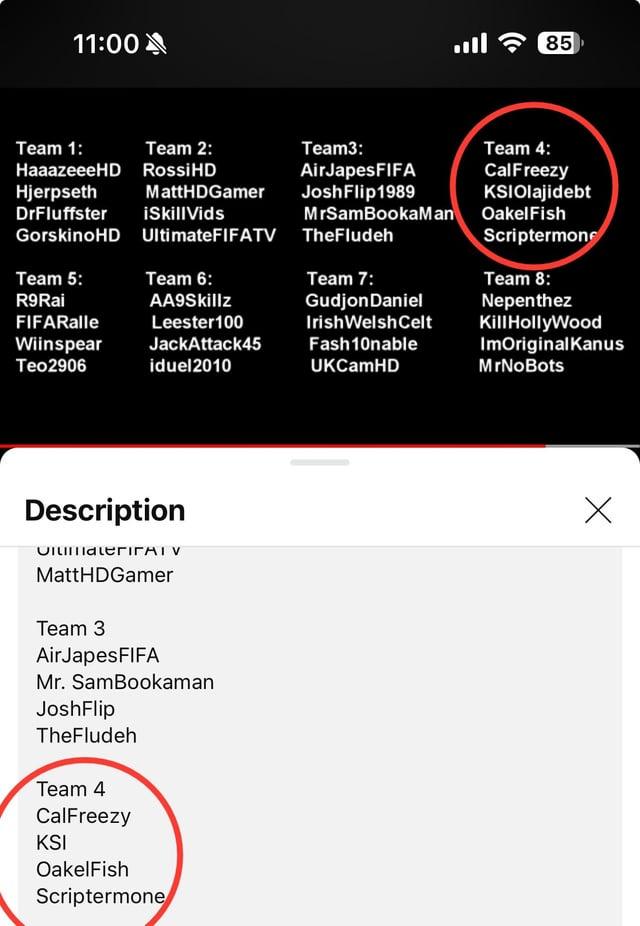 11:00
85
Team 1: Team 2: Team3: Team 4:
HaaazeeeHD RossiHD AirJapesFIFA CalFreezy
Hjerpseth MattHDGamer JoshFlip1989 KSIOlajidebt
DrFluffster iSkillVids MrSamBookaMan OakelFish
GorskinoHD UltimateFIFATV TheFludeh Scriptermone
Team 5: Team 6: Team 7: Team 8:
R9Rai AA9Skillz GudjonDaniel Nepenthez
FIFARalle Leester100 IrishWelshCelt KillHollyWood
Wiinspear JackAttack45 Fash10nable ImOriginalKanus
Teo2906 iduel2010 UKCamHD MrNoBots
Description
UltimateFIFATV
MattHDGamer
Team 3
AirJapesFIFA
Mr. SamBookaman
JoshFlip
TheFludeh
Team 4
CalFreezy
KSI
OakelFish
Scriptermone